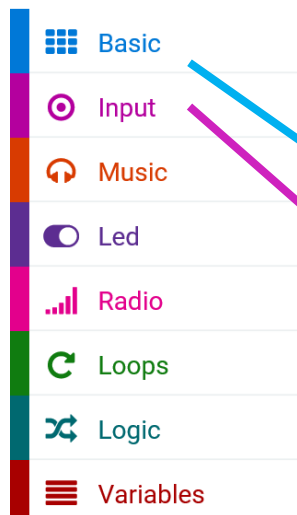 Basic
Input
Music
Led
Radio
Loops
Logic
Variables